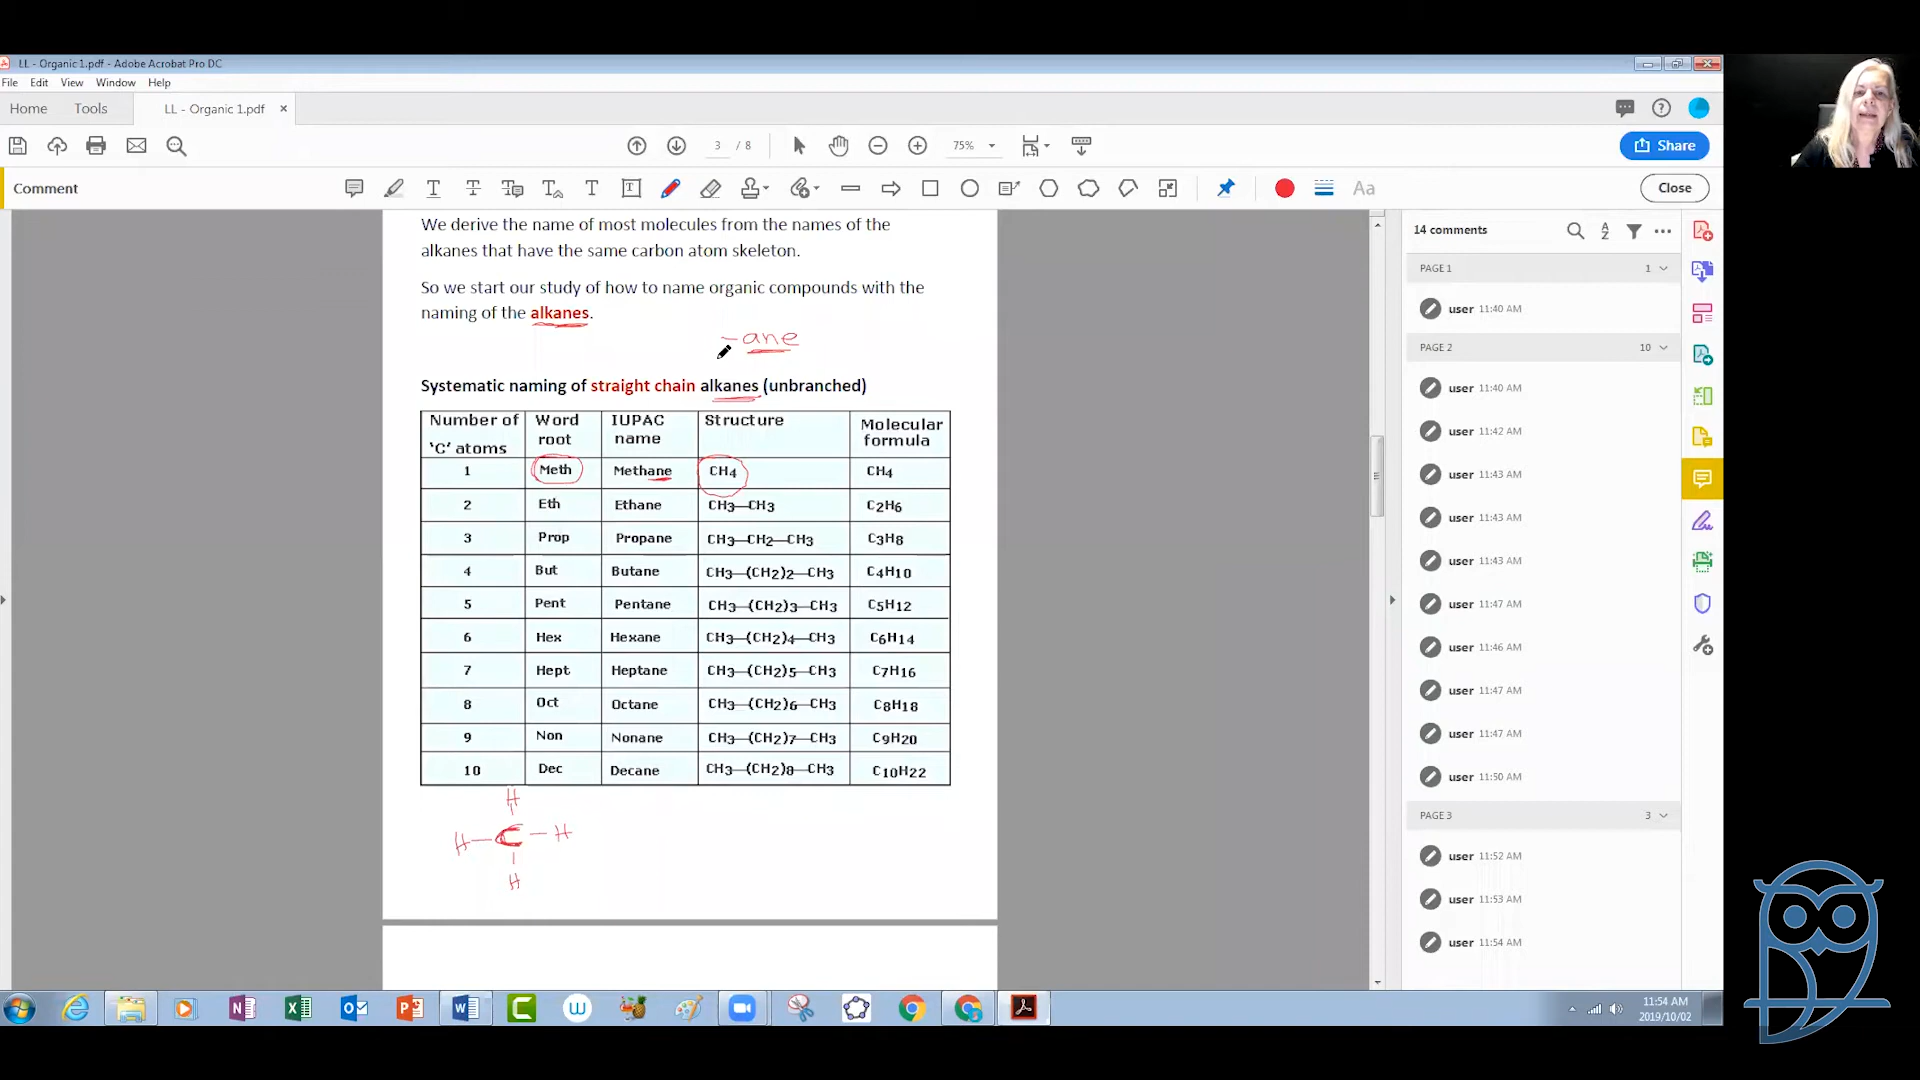 LL - Organic 1.pdf - Adobe Acrobat Pro DC
File Edit View Window Help
Home Tools LL - Organic 1.pdf ×
3 / 8 75% Share
Comment Aa Close
We derive the name of most molecules from the names of the
alkanes that have the same carbon atom skeleton.
So we start our study of how to name organic compounds with the
naming of the alkanes.
-ane
Systematic naming of straight chain alkanes (unbranched)
Number of 'C' atoms Word root IUPAC name Structure Molecular formula
1 Meth Methane CH4 CH4
2 Eth Ethane CH3—CH3 C2H6
3 Prop Propane CH3—CH2—CH3 C3H8
4 But Butane CH3—(CH2)2—CH3 C4H10
5 Pent Pentane CH3—(CH2)3—CH3 C5H12
6 Hex Hexane CH3—(CH2)4—CH3 C6H14
7 Hept Heptane CH3—(CH2)5—CH3 C7H16
8 Oct Octane CH3—(CH2)6—CH3 C8H18
9 Non Nonane CH3—(CH2)7—CH3 C9H20
10 Dec Decane CH3—(CH2)8—CH3 C10H22
H
H — C — H
H
14 comments
PAGE 1 1
user 11:40 AM
PAGE 2 10
user 11:40 AM
user 11:42 AM
user 11:43 AM
user 11:43 AM
user 11:43 AM
user 11:47 AM
user 11:46 AM
user 11:47 AM
user 11:47 AM
user 11:50 AM
PAGE 3 3
user 11:52 AM
user 11:53 AM
user 11:54 AM
11:54 AM
2019/10/02